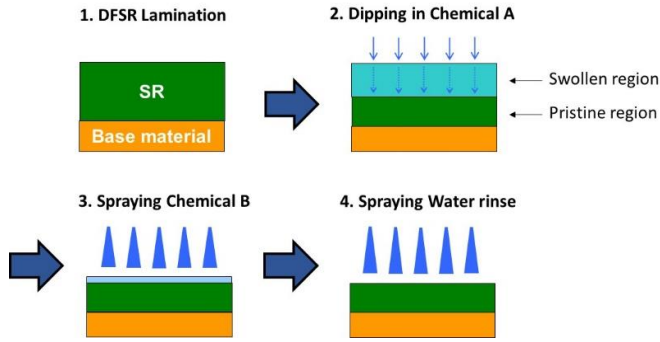 1. DFSR Lamination
2. Dipping in Chemical A
SR
Base material
Swollen region
Pristine region
3. Spraying Chemical B
4. Spraying Water rinse